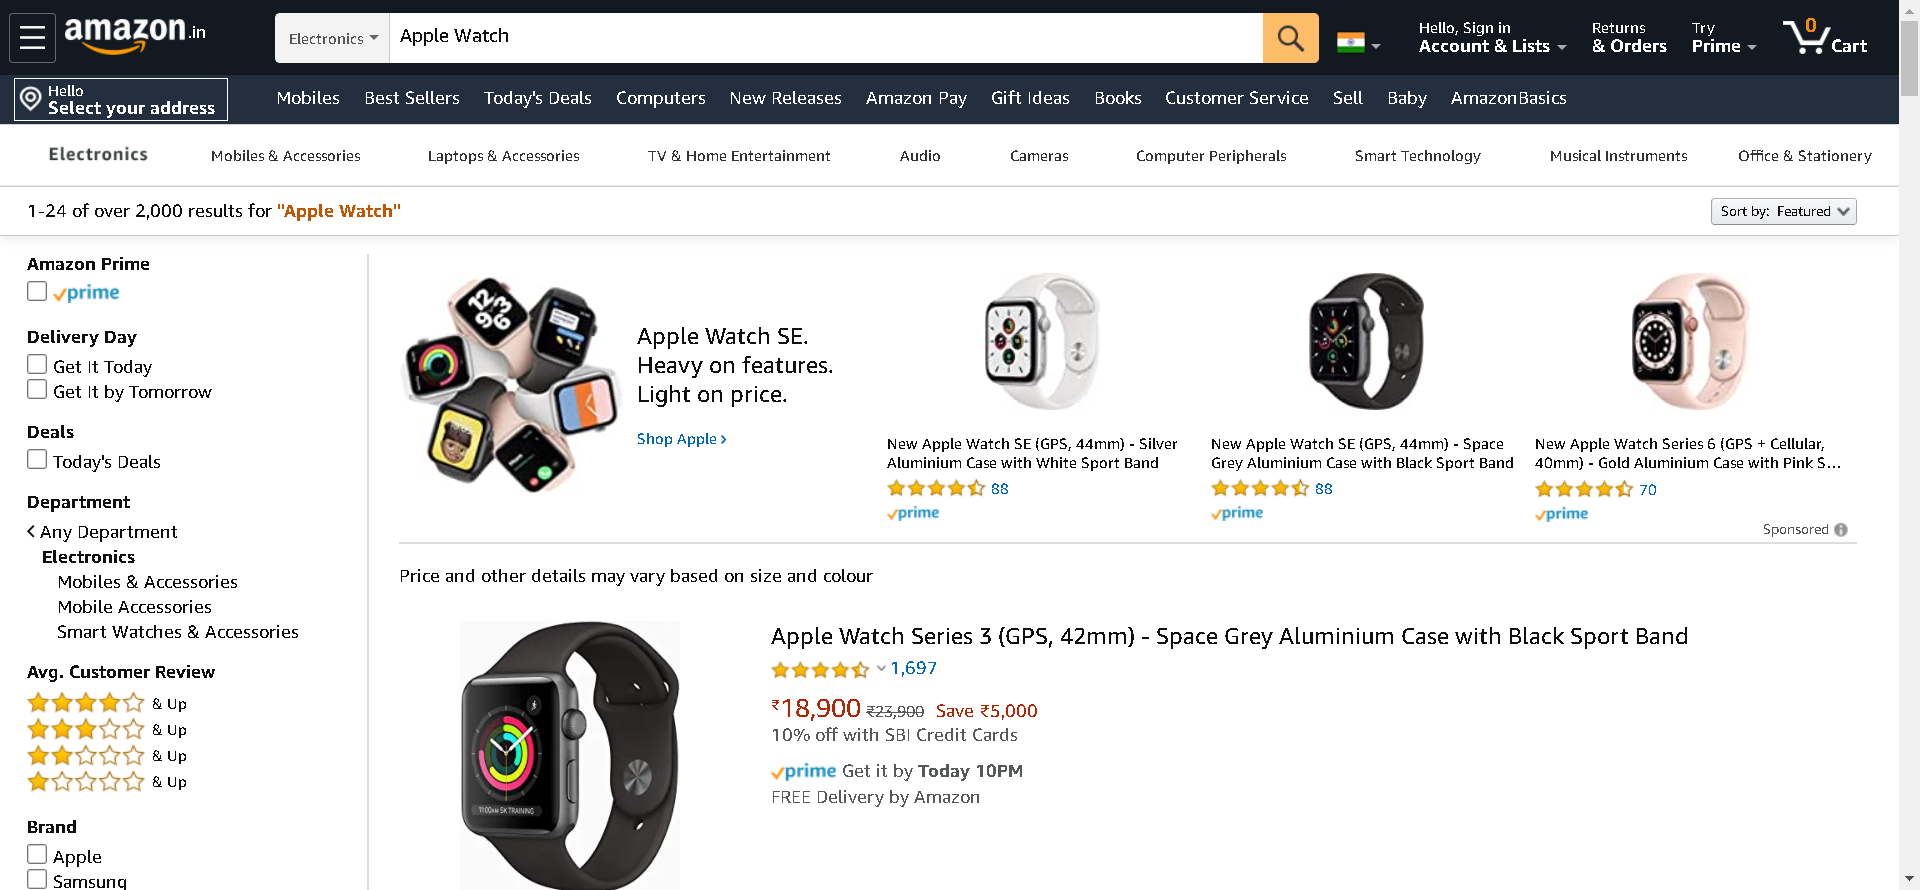 amazon.in
Electronics
Apple Watch
Hello, Sign in
Account & Lists
Returns
& Orders
Try
Prime
0
Cart
Hello
Select your address
Mobiles Best Sellers Today's Deals Computers New Releases Amazon Pay Gift Ideas Books Customer Service Sell Baby AmazonBasics
Electronics Mobiles & Accessories Laptops & Accessories TV & Home Entertainment Audio Cameras Computer Peripherals Smart Technology Musical Instruments Office & Stationery
1-24 of over 2,000 results for "Apple Watch"
Sort by: Featured
Amazon Prime
prime
Delivery Day
Get It Today
Get It by Tomorrow
Deals
Today's Deals
Department
Any Department
Electronics
Mobiles & Accessories
Mobile Accessories
Smart Watches & Accessories
Avg. Customer Review
& Up
& Up
& Up
& Up
Brand
Apple
Samsung
Apple Watch SE.
Heavy on features.
Light on price.
Shop Apple ›
New Apple Watch SE (GPS, 44mm) - Silver
Aluminium Case with White Sport Band
88
prime
New Apple Watch SE (GPS, 44mm) - Space
Grey Aluminium Case with Black Sport Band
88
prime
New Apple Watch Series 6 (GPS + Cellular,
40mm) - Gold Aluminium Case with Pink S...
70
prime
Sponsored
Price and other details may vary based on size and colour
11:00AM 5K TRAINING
Apple Watch Series 3 (GPS, 42mm) - Space Grey Aluminium Case with Black Sport Band
1,697
₹18,900 ₹23,900 Save ₹5,000
10% off with SBI Credit Cards
prime Get it by Today 10PM
FREE Delivery by Amazon